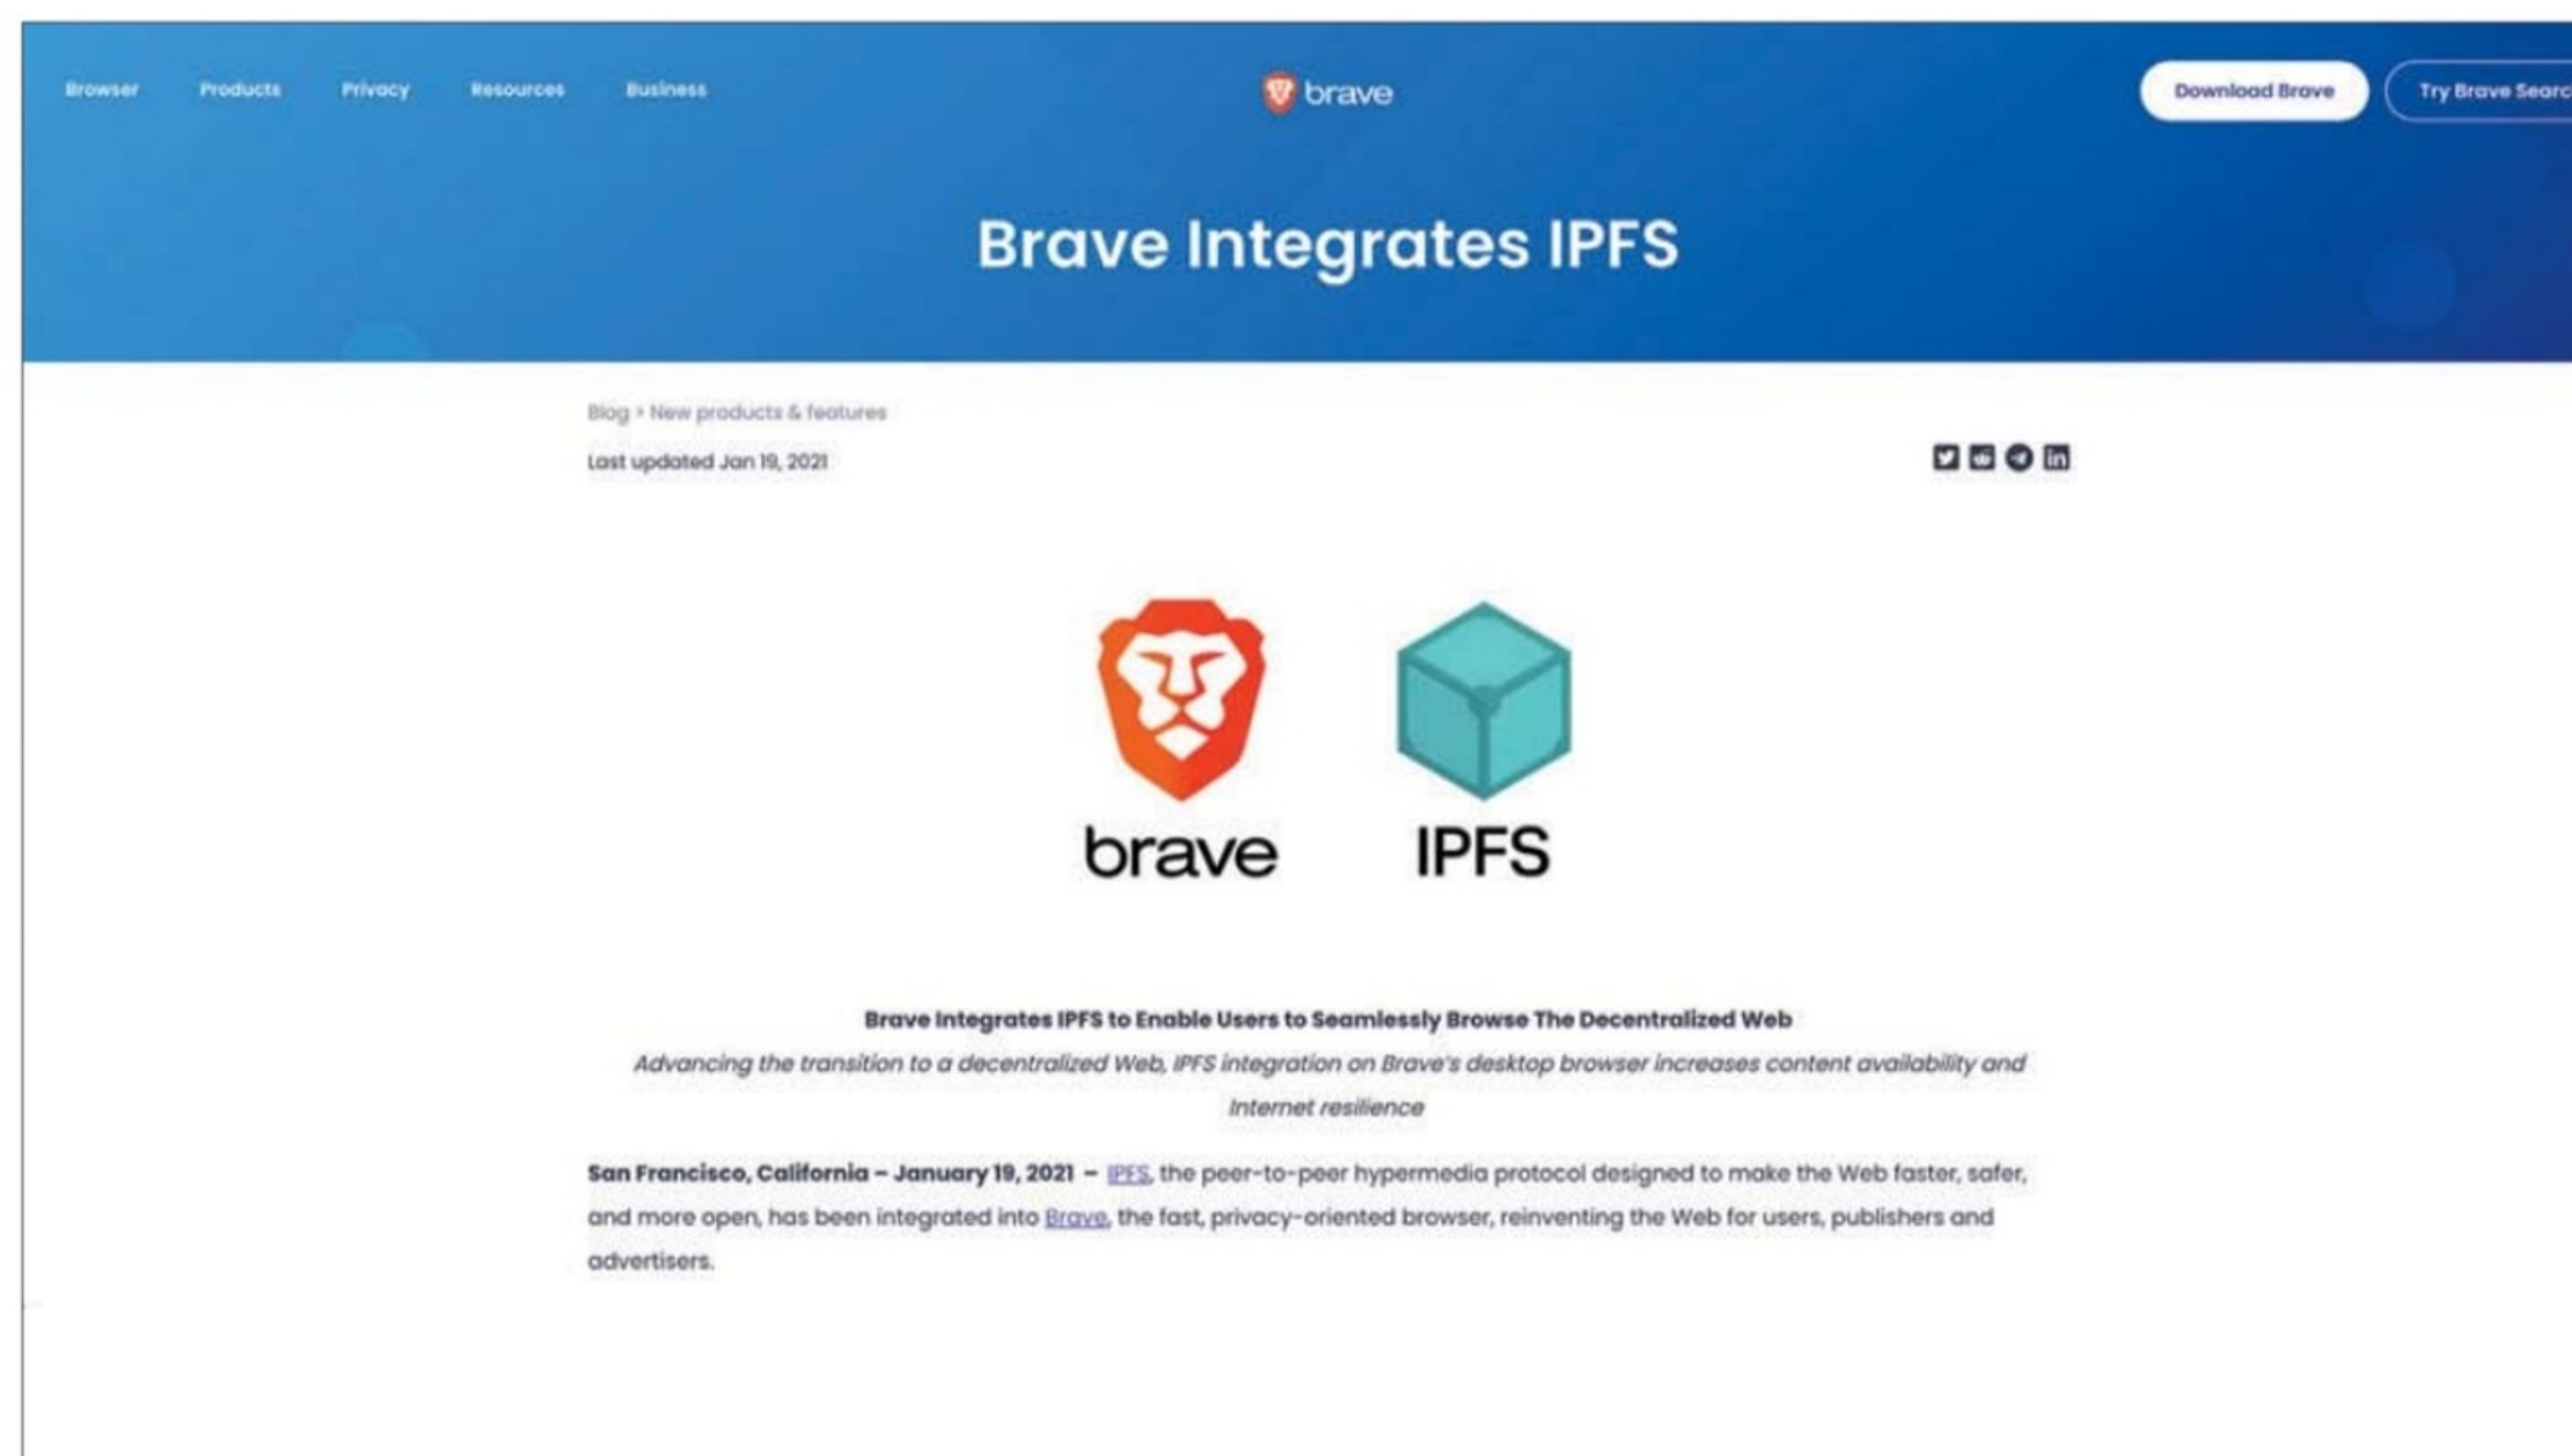 Browser Products Privacy Resources Business brave Download Brave Try Brave Searc
Brave Integrates IPFS
Blog > New products & features
Last updated Jan 19, 2021
in
brave IPFS
Brave Integrates IPFS to Enable Users to Seamlessly Browse The Decentralized Web
Advancing the transition to a decentralized Web, IPFS integration on Brave's desktop browser increases content availability and
Internet resilience
San Francisco, California – January 19, 2021 – IPFS, the peer-to-peer hypermedia protocol designed to make the Web faster, safer,
and more open, has been integrated into Brave, the fast, privacy-oriented browser, reinventing the Web for users, publishers and
advertisers.